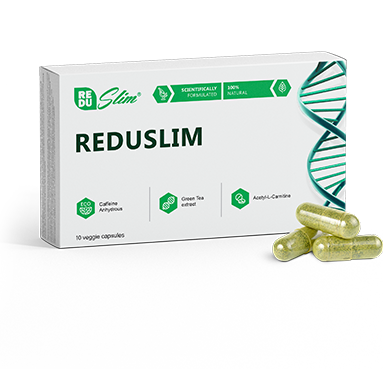 RE
DU
Slim®
SCIENTIFICALLY
FORMULATED
100%
NATURAL
REDUSLIM
ECO
Caffeine
Anhydrous
Green Tea
extract
Acetyl-L-Carnitine
10 veggie capsules